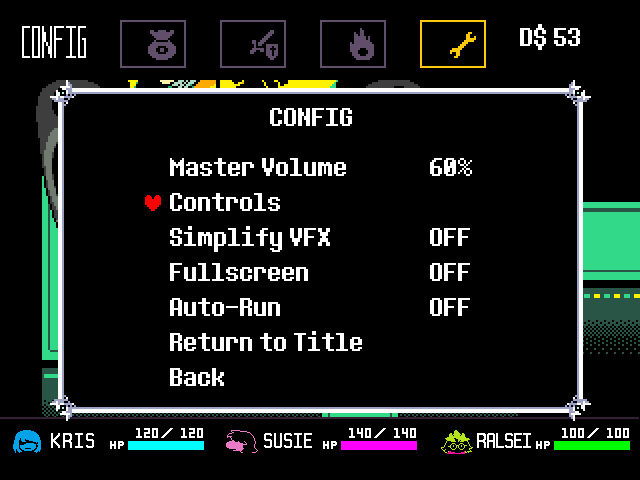 CONFIG D$ 53
CONFIG
Master Volume 60%
Controls
Simplify VFX OFF
Fullscreen OFF
Auto-Run OFF
Return to Title
Back
KRIS HP 120/ 120 SUSIE HP 140/ 140 RALSEI HP 100/ 100